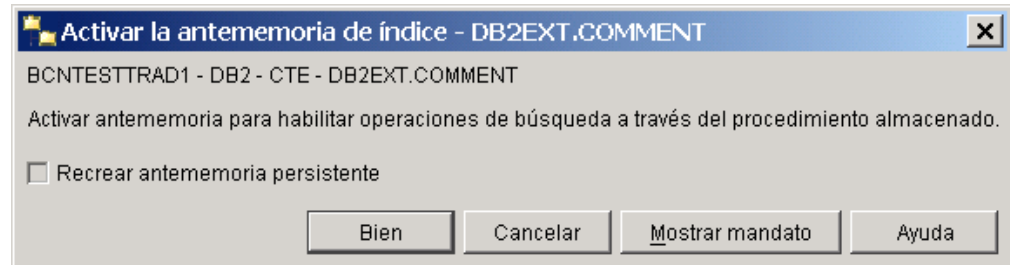 Activar la antememoria de índice - DB2EXT.COMMENT
BCNTESTTRAD1 - DB2 - CTE - DB2EXT.COMMENT
Activar antememoria para habilitar operaciones de búsqueda a través del procedimiento almacenado.
Recrear antememoria persistente
Bien Cancelar Mostrar mandato Ayuda